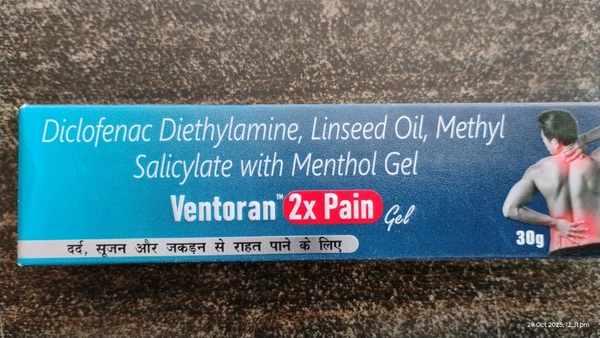 Diclofenac Diethylamine, Linseed Oil, Methyl
Salicylate with Menthol Gel
Ventoran™ 2x Pain Gel
दर्द, सूजन और जकड़न से राहत पाने के लिए
30g
29 Oct 2025, 12:31 pm